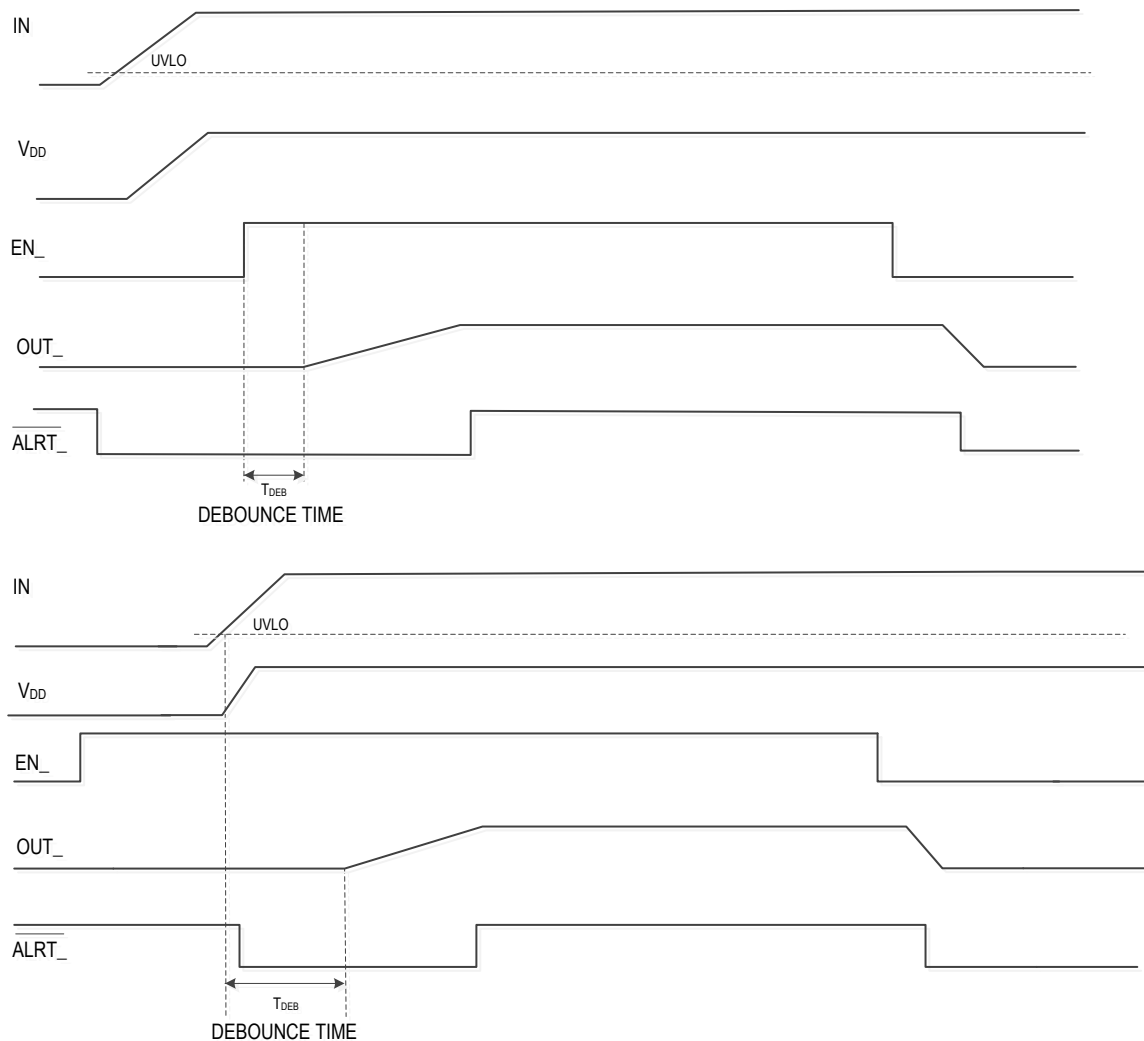 IN
UVLO
VDD
EN_
OUT_
ALRT_
TDEB
DEBOUNCE TIME
IN
UVLO
VDD
EN_
OUT_
ALRT_
TDEB
DEBOUNCE TIME